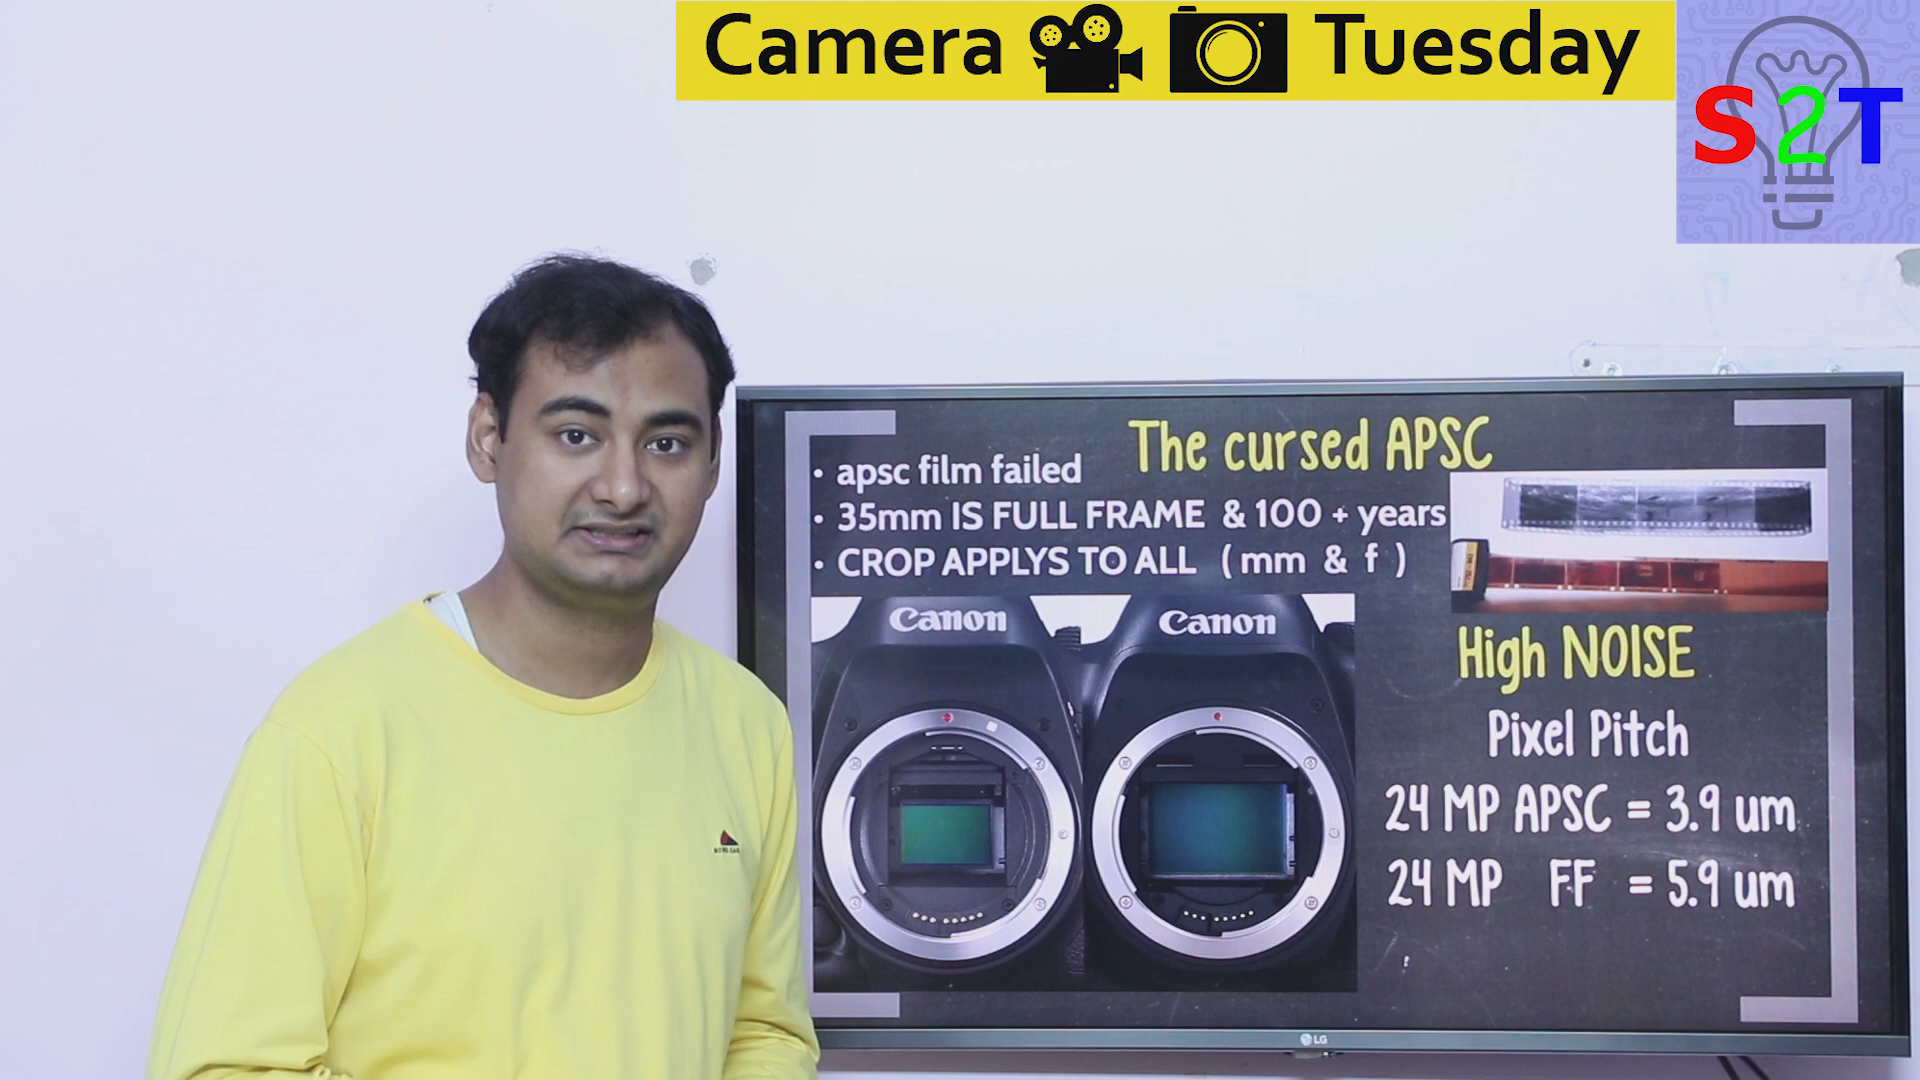 Camera Tuesday
S2T
The cursed APSC
• apsc film failed
• 35mm IS FULL FRAME & 100 + years
• CROP APPLYS TO ALL ( mm & f )
Canon
Canon
High NOISE
Pixel Pitch
24 MP APSC = 3.9 um
24 MP FF = 5.9 um
LG